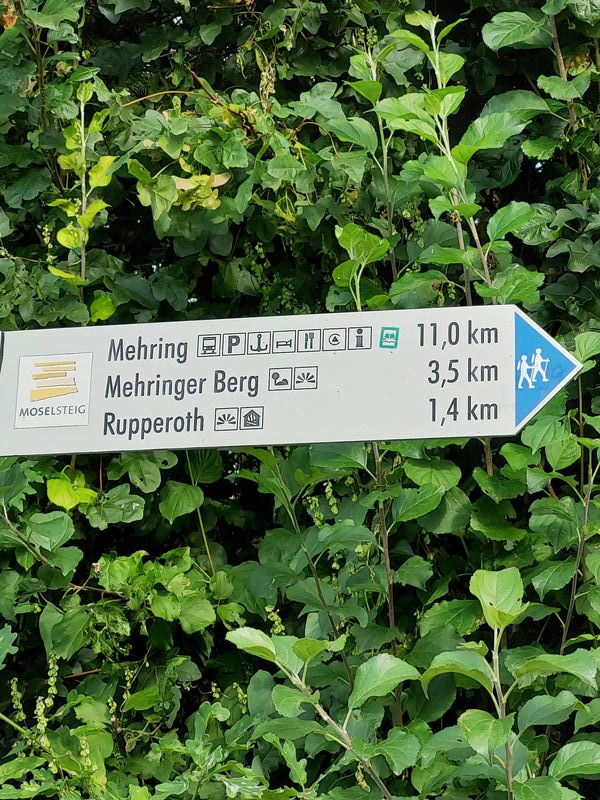 Mehring P i 11,0 km
Mehringer Berg 3,5 km
Rupperoth 1,4 km
MOSELSTEIG